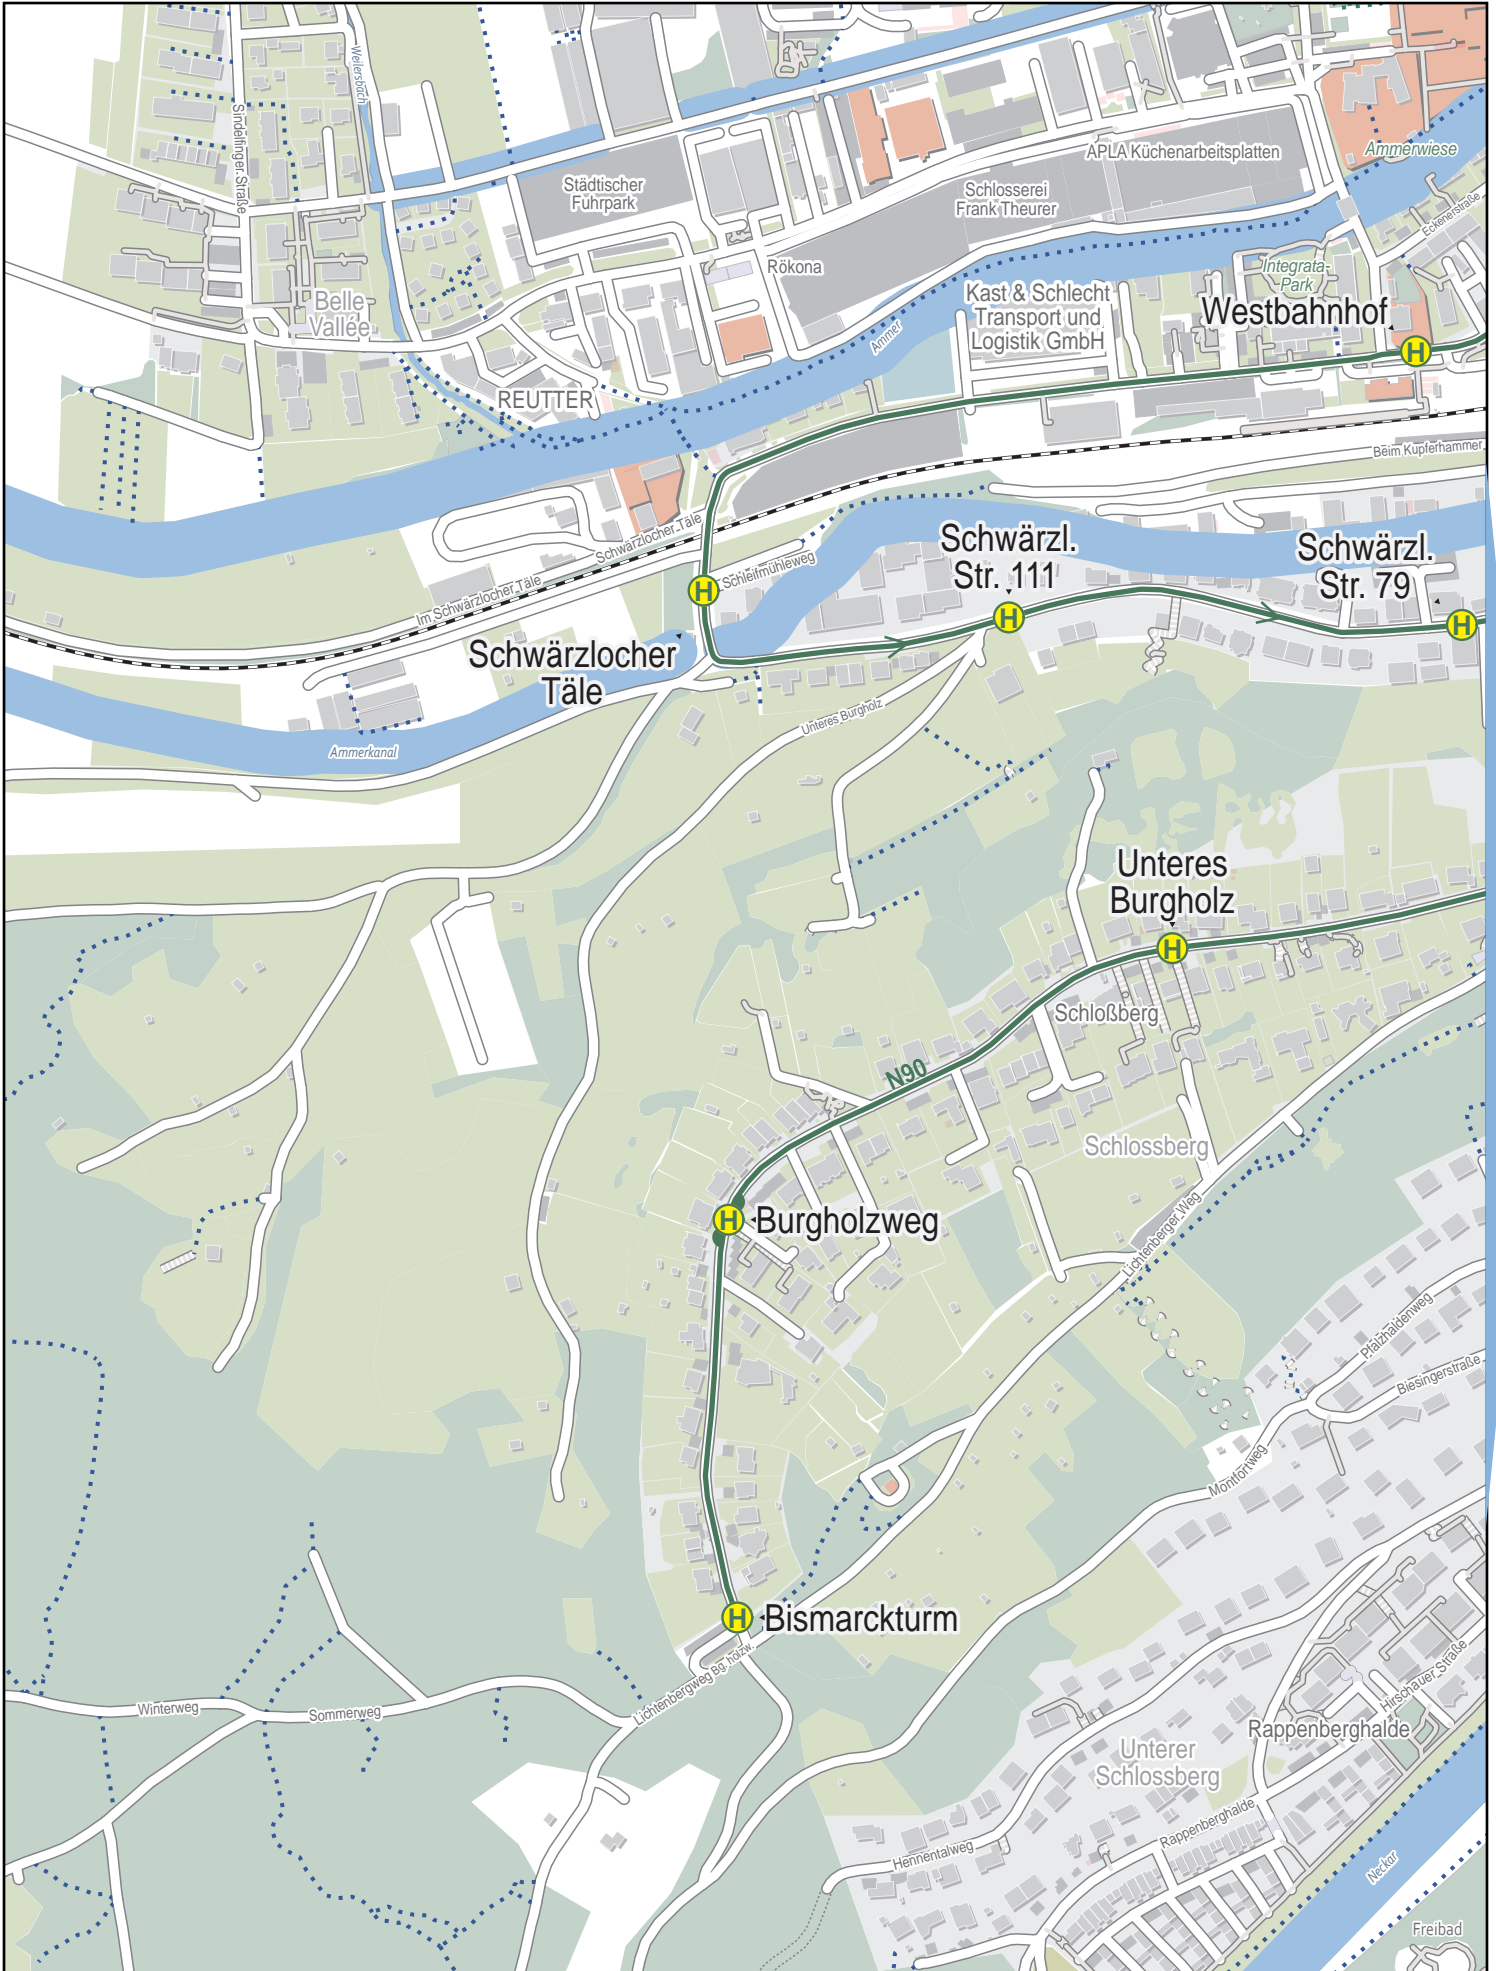 Weilersbach
Sindelfinger Straße
Städtischer
Fuhrpark
APLA Küchenarbeitsplatten
Ammerwiese
Schlosserei
Frank Theurer
Eckenerstraße
Rökona
Integrata-
Park
Belle
Vallée
Kast & Schlecht
Transport und
Logistik GmbH
Westbahnhof
H
Ammer
REUTTER
Beim Kupferhammer
Schwärzlocher Täle
Im Schwärzlocher Täle
Schleifmühleweg
H
Schwärzl.
Str. 111
H
Schwärzl.
Str. 79
H
Schwärzlocher
Täle
Unteres Burgholz
Ammerkanal
Unteres
Burgholz
H
Schloßberg
N90
Schlossberg
Lichtenberger Weg
H
Burgholzweg
Pfalzhaldenweg
Biesingerstraße
Montfortweg
H
Bismarckturm
Lichtenbergweg Bg. holzw.
Winterweg
Sommerweg
Hirschauer Straße
Rappenberghalde
Unterer
Schlossberg
Rappenberghalde
Hennentalweg
Neckar
Freibad